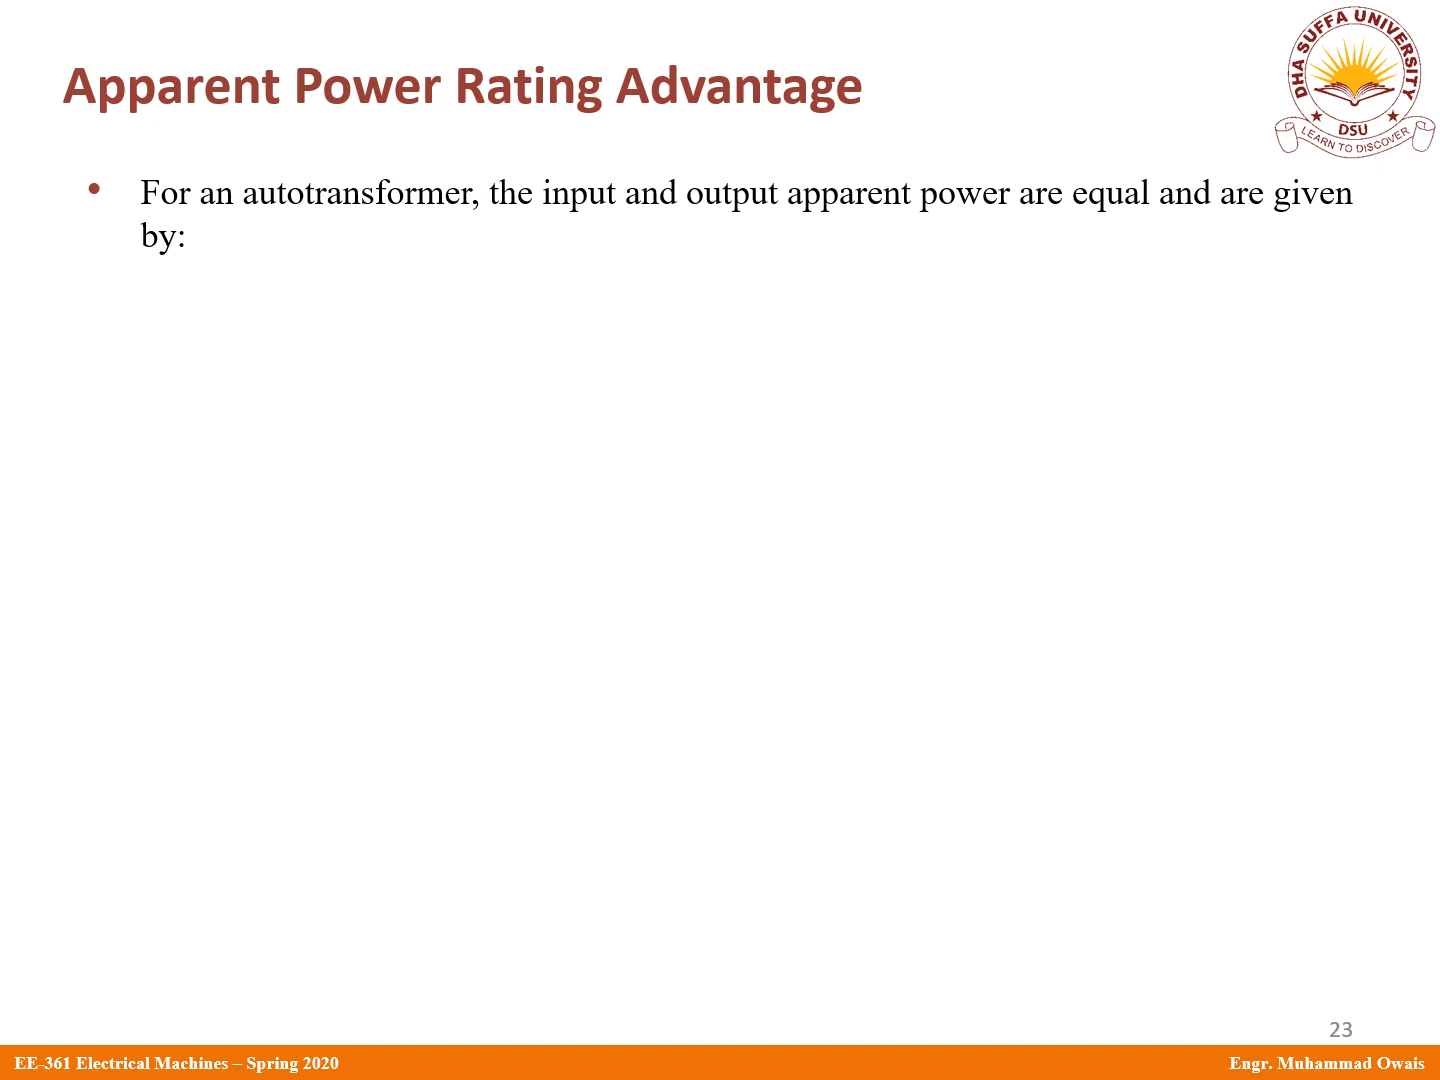 Apparent Power Rating Advantage
DHA SUFFA UNIVERSITY
DSU
LEARN TO DISCOVER
• For an autotransformer, the input and output apparent power are equal and are given
by:
23
EE-361 Electrical Machines – Spring 2020
Engr. Muhammad Owais